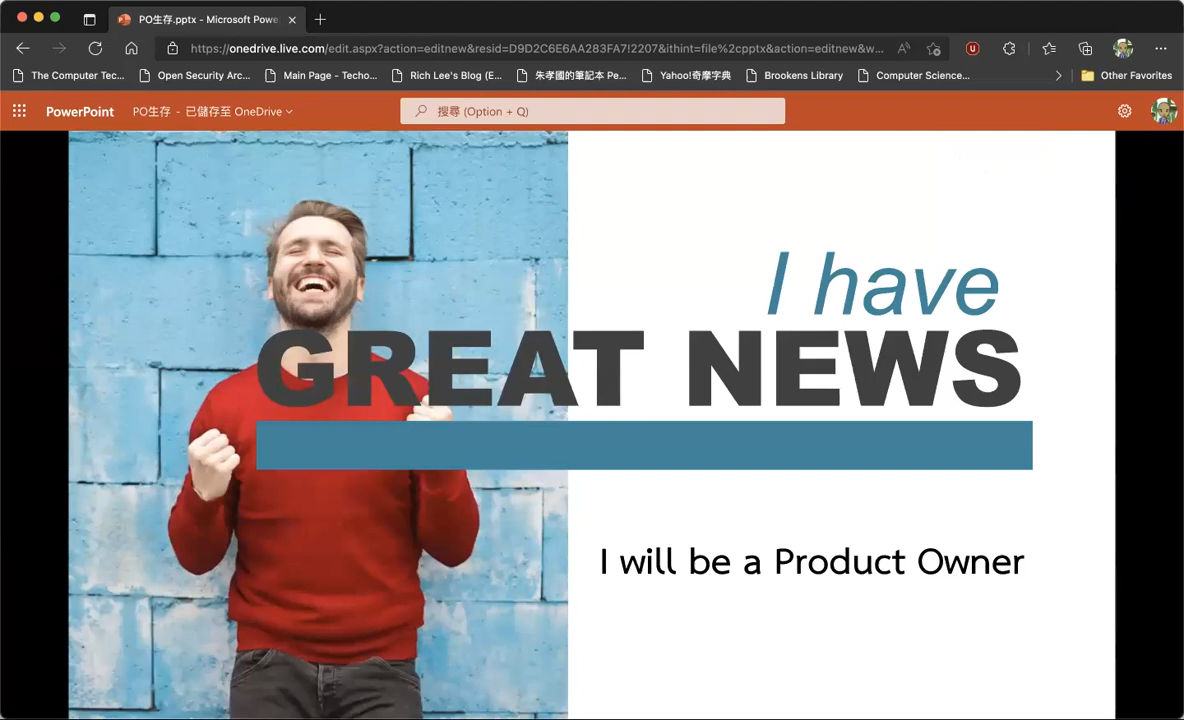 PO生存.pptx - Microsoft Powe
https://onedrive.live.com/edit.aspx?action=editnew&resid=D9D2C6E6AA283FA7!2207&ithint=file%2cpptx&action=editnew&w...
The Computer Tec...
Open Security Arc...
Main Page - Techo...
Rich Lee's Blog (E...
朱孝國的筆記本 Pe...
Yahoo!奇摩字典
Brookens Library
Computer Science...
Other Favorites
PowerPoint
PO生存 - 已儲存至 OneDrive
搜尋 (Option + Q)
I have
GREAT NEWS
I will be a Product Owner